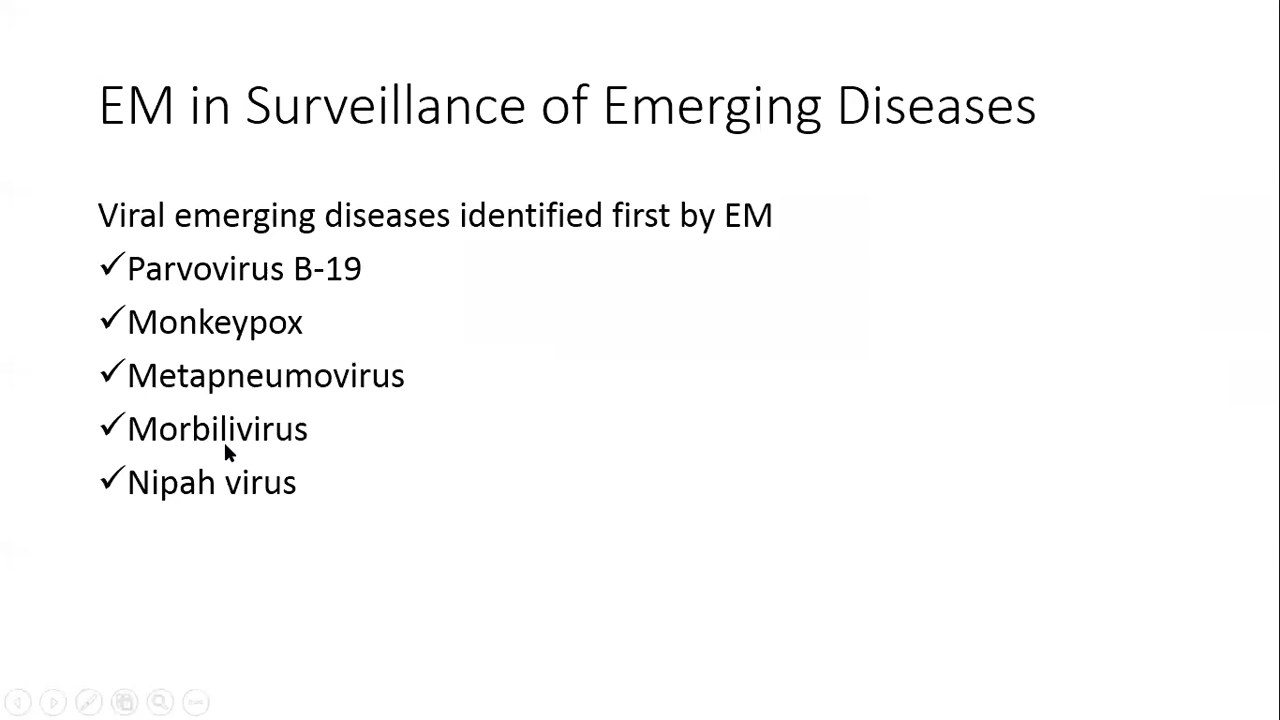 EM in Surveillance of Emerging Diseases
Viral emerging diseases identified first by EM
✓Parvovirus B-19
✓Monkeypox
✓Metapneumovirus
✓Morbilivirus
✓Nipah virus